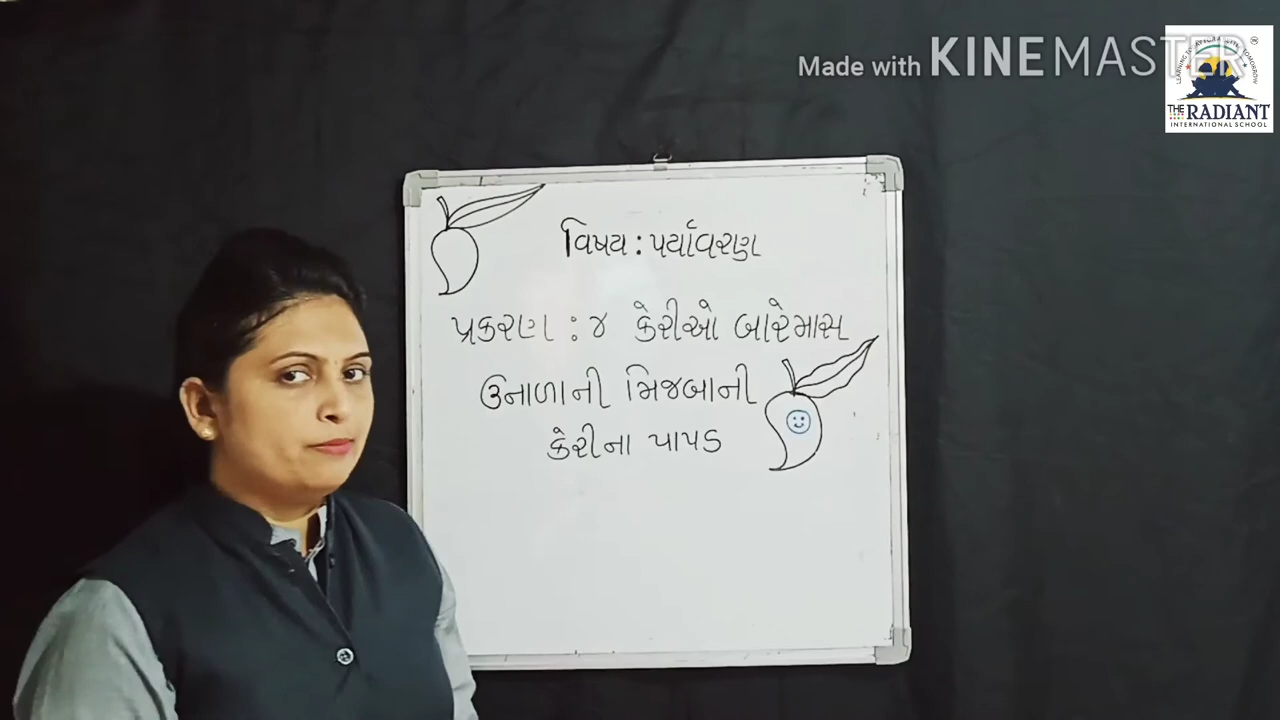 Made with KINEMASTER
THE RADIANT
INTERNATIONAL SCHOOL
વિષય : પર્યાવરણ
પ્રકરણ : ૪ કેરીઓ બારેમાસ
ઉનાળાની મિજબાની
કેરીના પાપડ